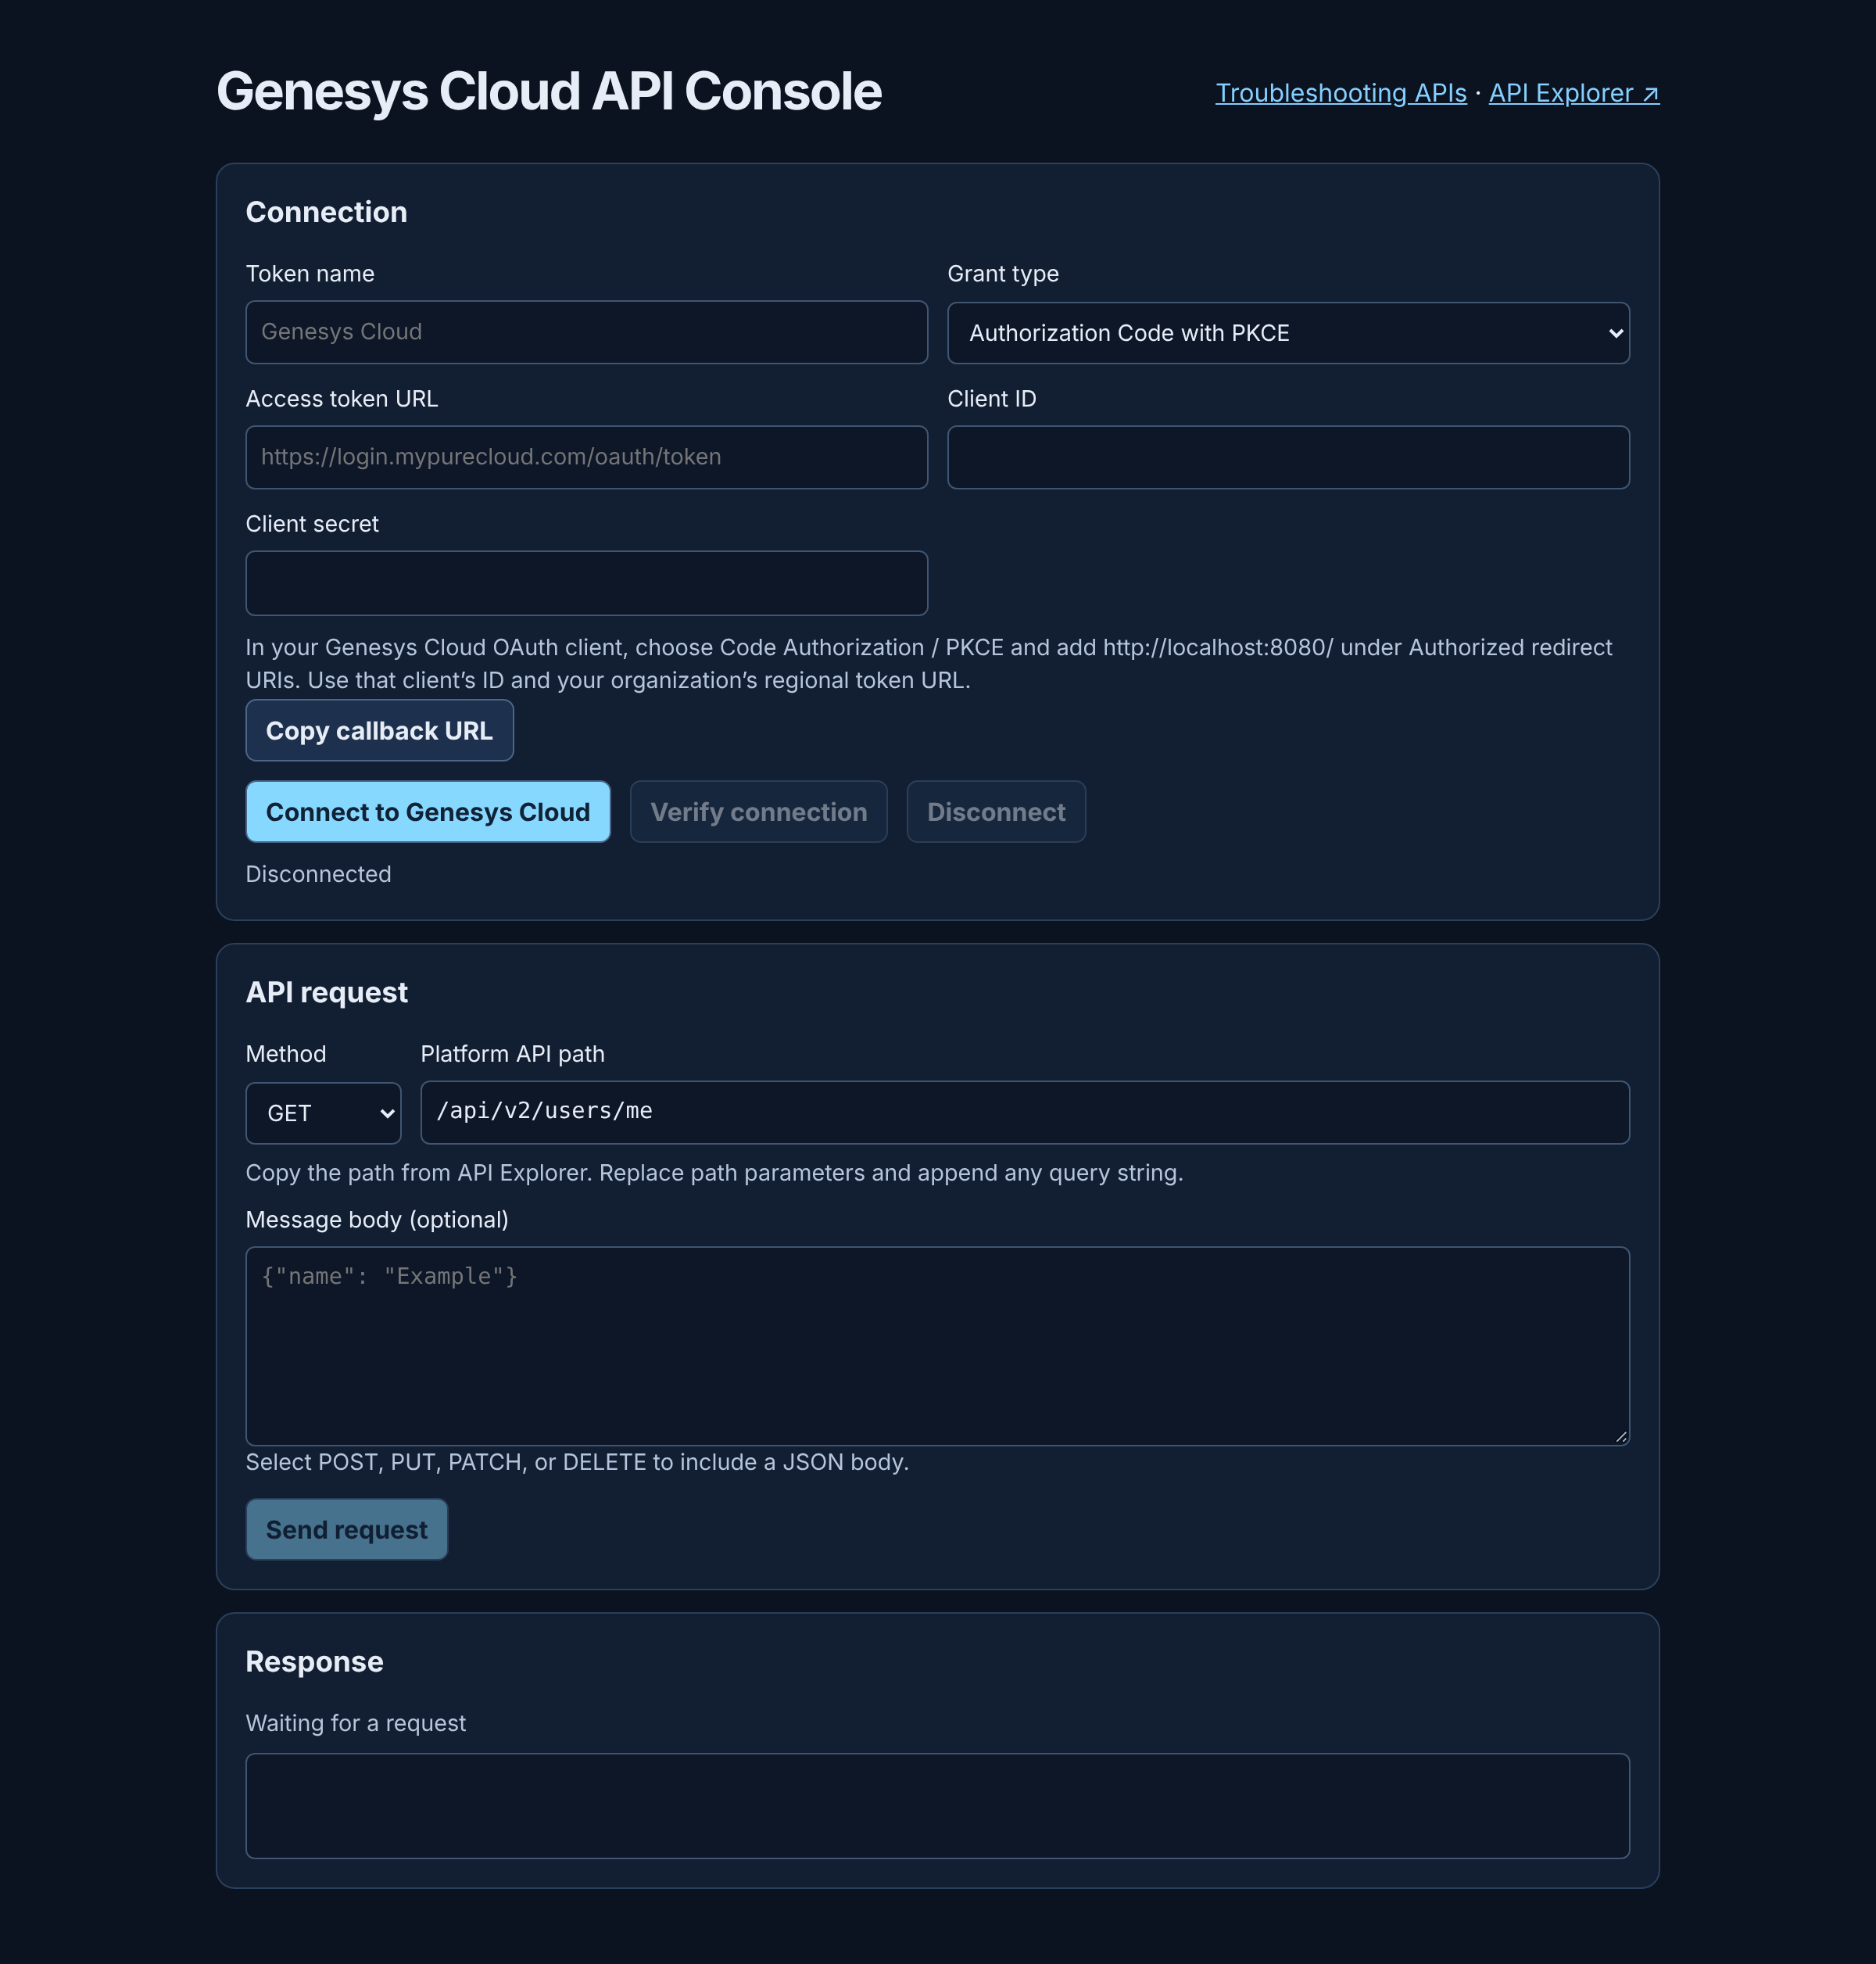 Genesys Cloud API Console
Troubleshooting APIs · API Explorer ↗
Connection
Token name
Genesys Cloud
Grant type
Authorization Code with PKCE
Access token URL
https://login.mypurecloud.com/oauth/token
Client ID
Client secret
In your Genesys Cloud OAuth client, choose Code Authorization / PKCE and add http://localhost:8080/ under Authorized redirect
URIs. Use that client’s ID and your organization’s regional token URL.
Copy callback URL
Connect to Genesys Cloud
Verify connection
Disconnect
Disconnected
API request
Method
GET
Platform API path
/api/v2/users/me
Copy the path from API Explorer. Replace path parameters and append any query string.
Message body (optional)
{"name": "Example"}
Select POST, PUT, PATCH, or DELETE to include a JSON body.
Send request
Response
Waiting for a request